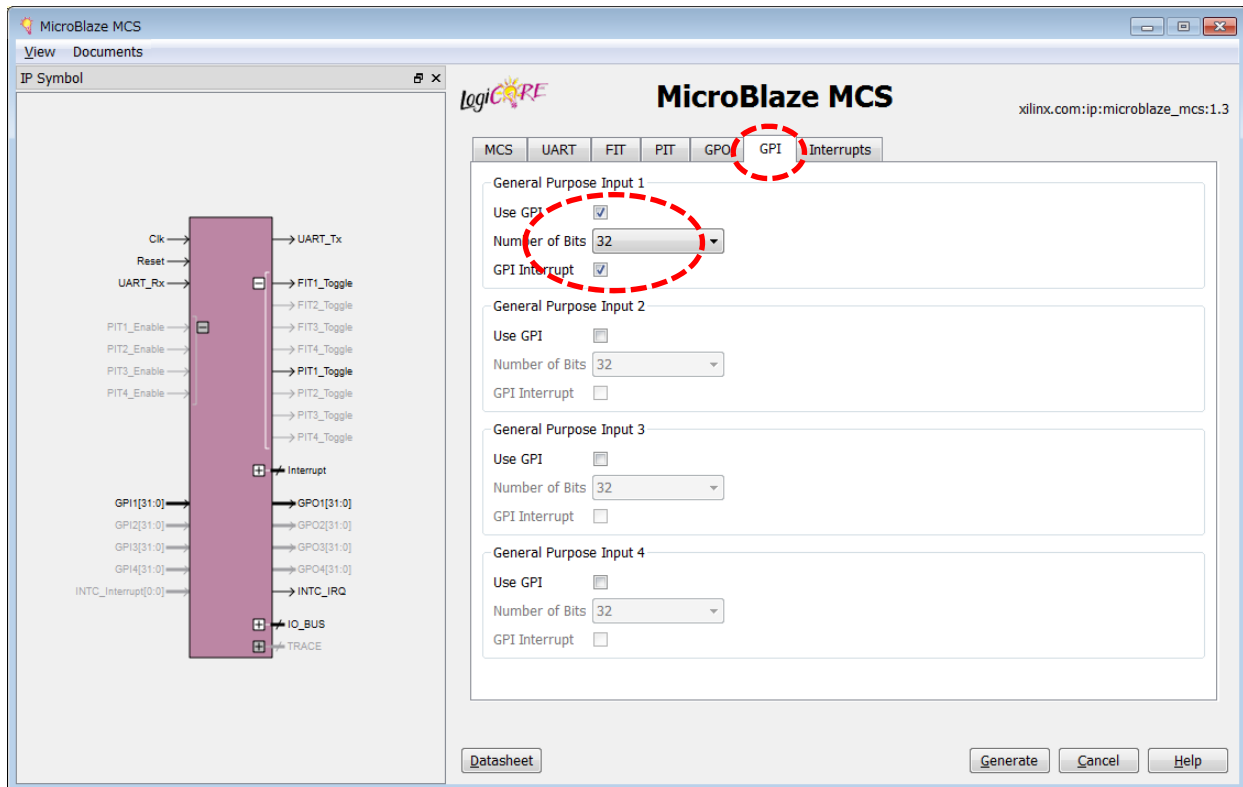 MicroBlaze MCS
View Documents
IP Symbol
Clk
Reset
UART_Rx
PIT1_Enable
PIT2_Enable
PIT3_Enable
PIT4_Enable
GPI1[31:0]
GPI2[31:0]
GPI3[31:0]
GPI4[31:0]
INTC_Interrupt[0:0]
UART_Tx
FIT1_Toggle
FIT2_Toggle
FIT3_Toggle
FIT4_Toggle
PIT1_Toggle
PIT2_Toggle
PIT3_Toggle
PIT4_Toggle
Interrupt
GPO1[31:0]
GPO2[31:0]
GPO3[31:0]
GPO4[31:0]
INTC_IRQ
IO_BUS
TRACE
LogiCORE
MicroBlaze MCS
xilinx.com:ip:microblaze_mcs:1.3
MCS UART FIT PIT GPO GPI Interrupts
General Purpose Input 1
Use GPI
Number of Bits 32
GPI Interrupt
General Purpose Input 2
Use GPI
Number of Bits 32
GPI Interrupt
General Purpose Input 3
Use GPI
Number of Bits 32
GPI Interrupt
General Purpose Input 4
Use GPI
Number of Bits 32
GPI Interrupt
Datasheet Generate Cancel Help